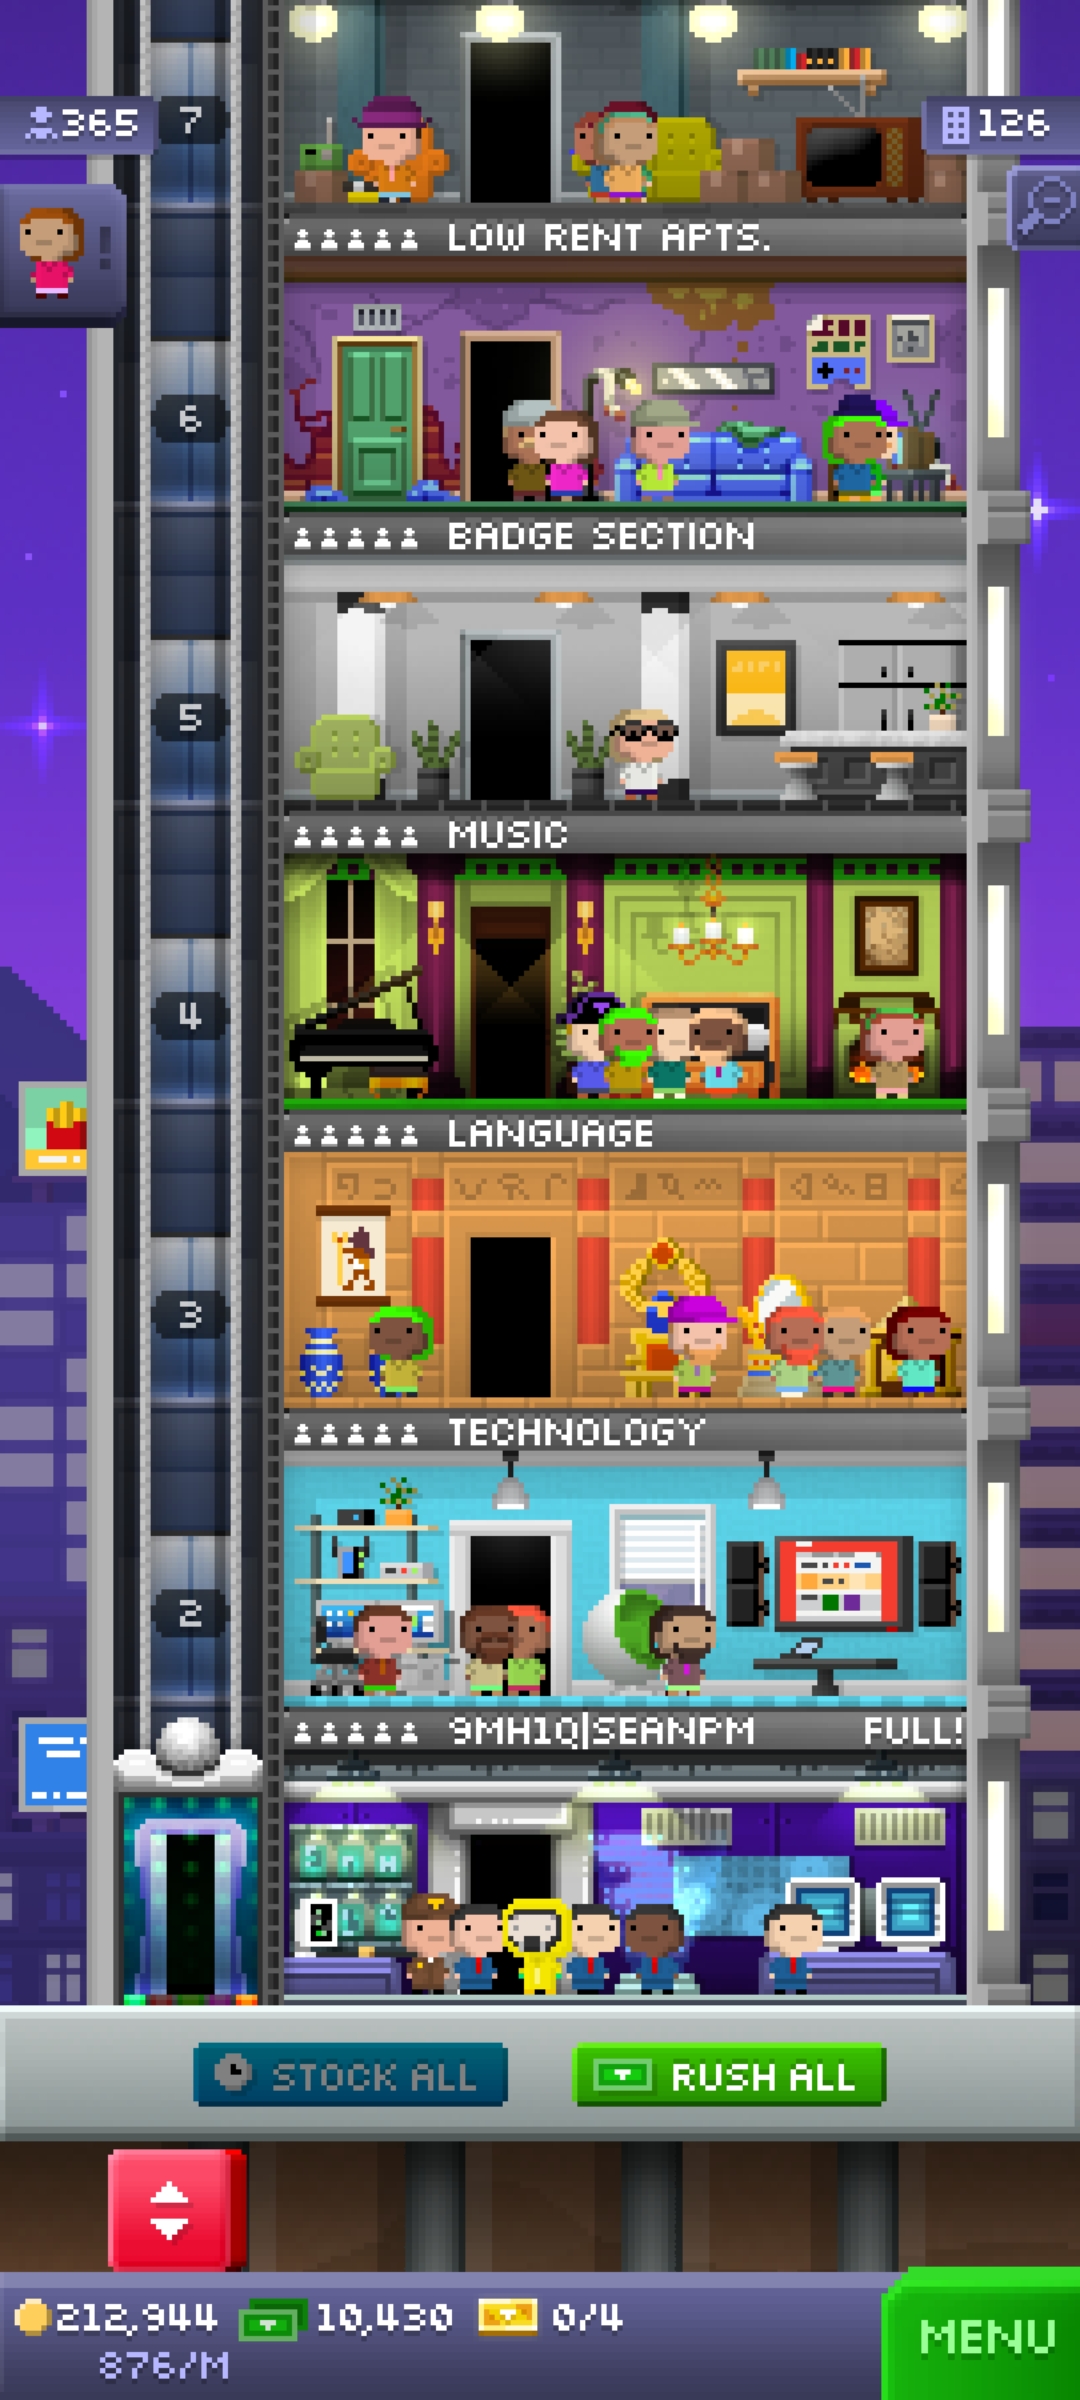 365
7
126
LOW RENT APTS.
6
BADGE SECTION
5
MUSIC
4
LANGUAGE
3
TECHNOLOGY
2
9MH1Q|SEANPM FULL!
STOCK ALL
RUSH ALL
212,944
10,430
0/4
876/M
MENU